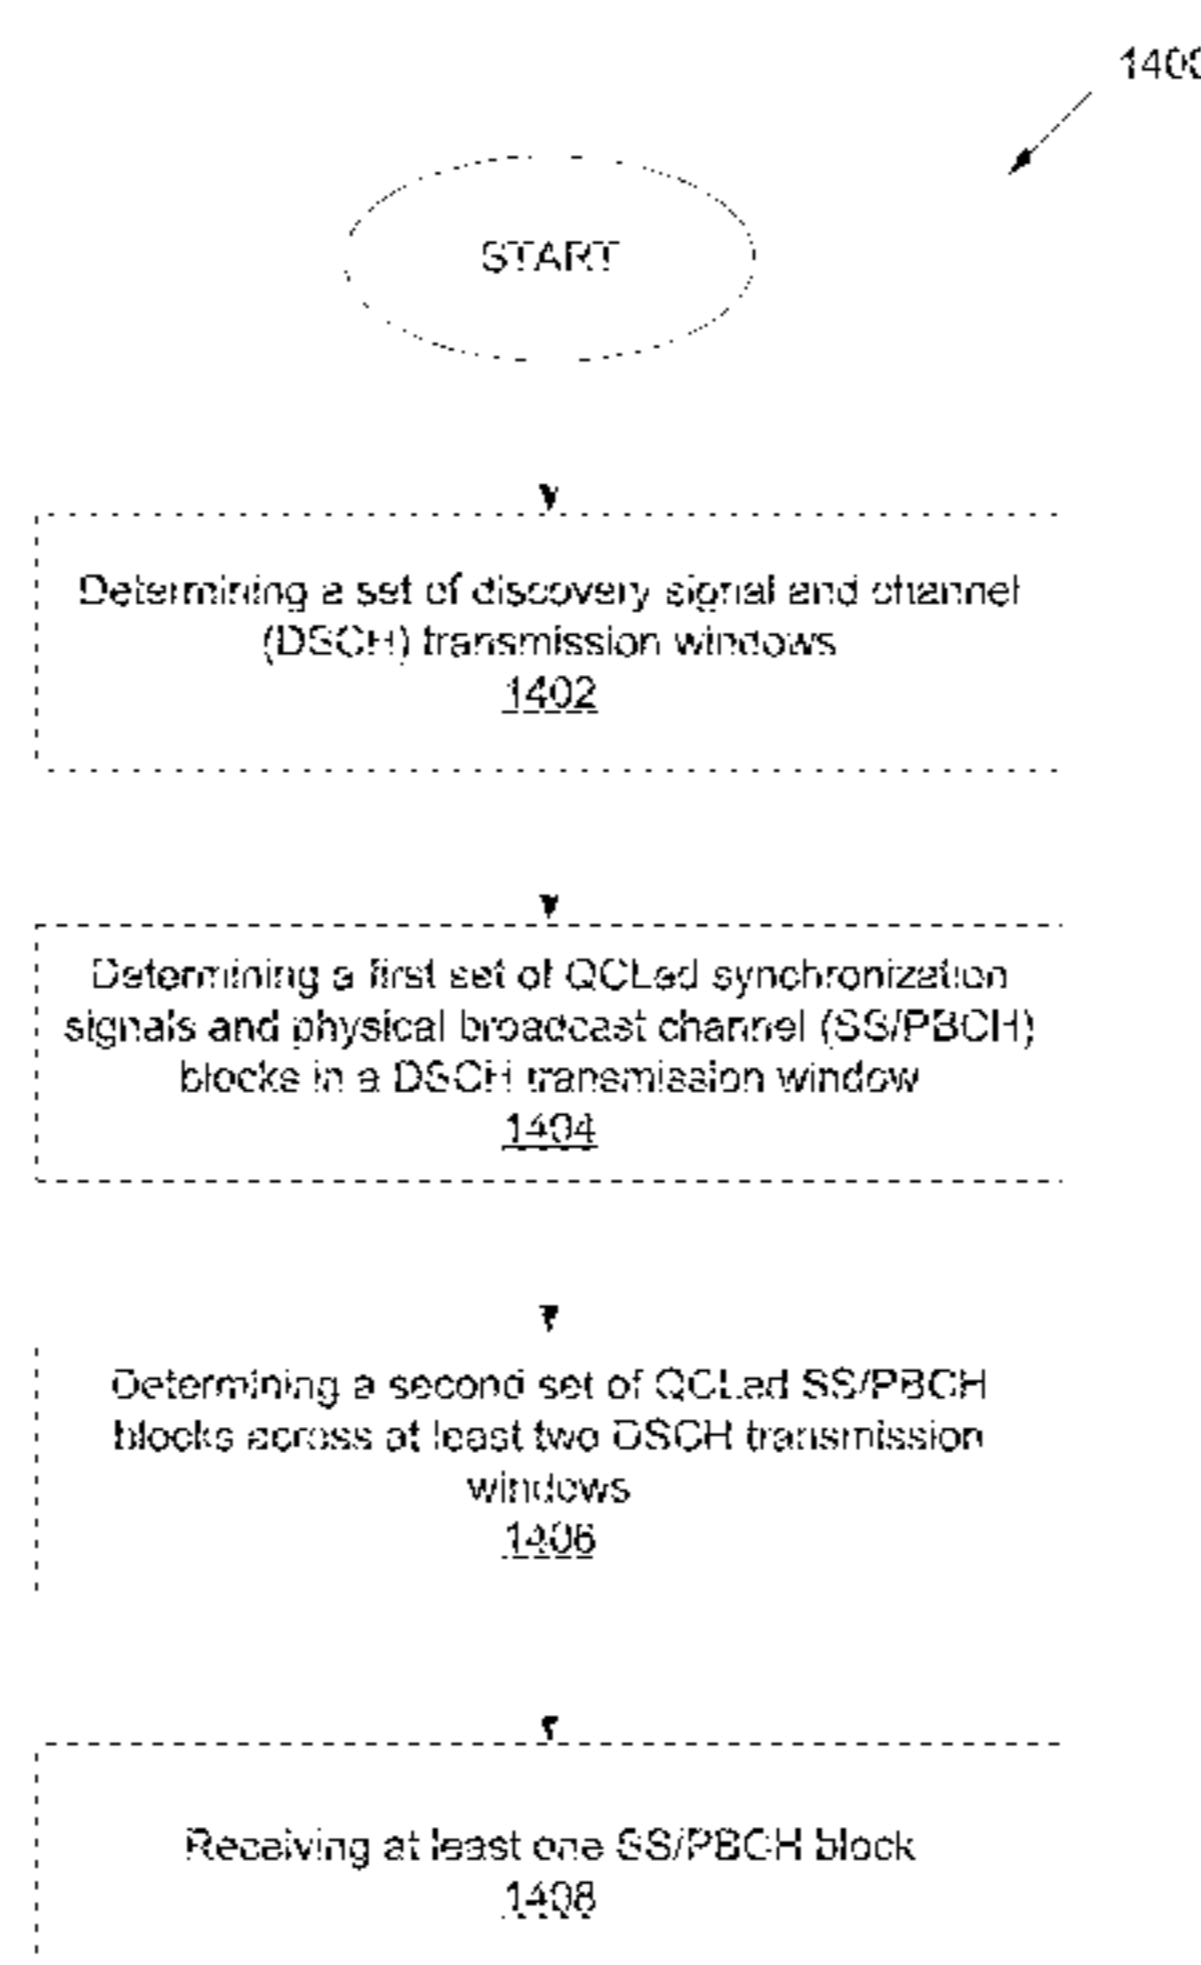 1400
START
Determining a set of discovery signal and channel
(DSCH) transmission windows
1402
Determining a first set of QCLed synchronization
signals and physical broadcast channel (SS/PBCH)
blocks in a DSCH transmission window
1404
Determining a second set of QCLed SS/PBCH
blocks across at least two DSCH transmission
windows
1406
Receiving at least one SS/PBCH block
1408